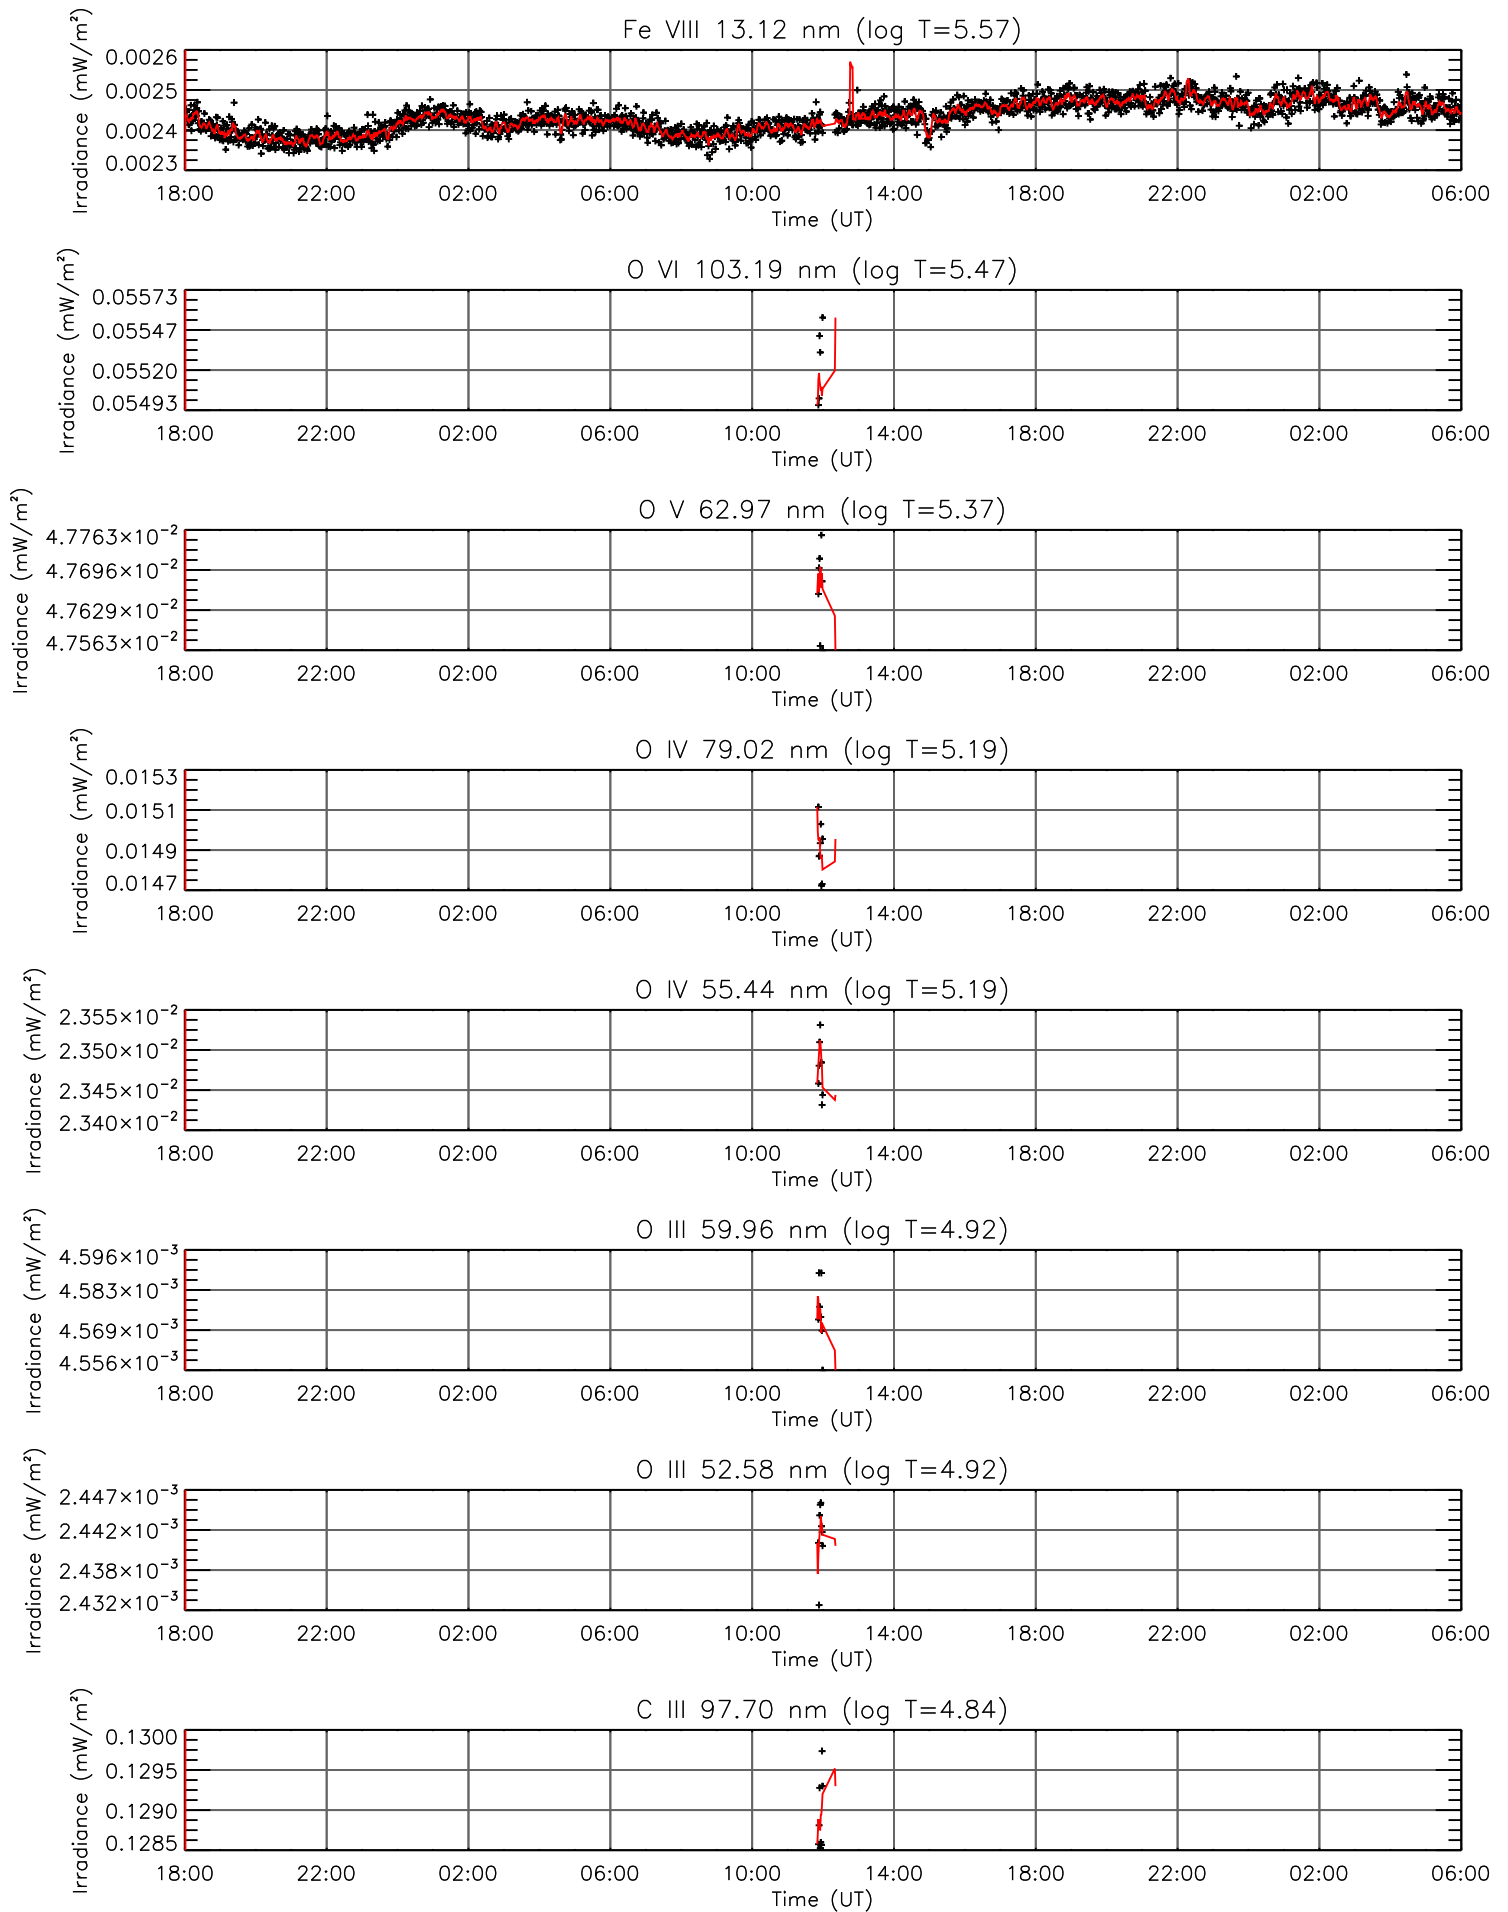 Fe VIII 13.12 nm (log T=5.57)
Irradiance (mW/m²)
0.0026
0.0025
0.0024
0.0023
18:00 22:00 02:00 06:00 10:00 14:00 18:00 22:00 02:00 06:00
Time (UT)
O VI 103.19 nm (log T=5.47)
Irradiance (mW/m²)
0.05573
0.05547
0.05520
0.05493
18:00 22:00 02:00 06:00 10:00 14:00 18:00 22:00 02:00 06:00
Time (UT)
O V 62.97 nm (log T=5.37)
Irradiance (mW/m²)
4.7763×10⁻²
4.7696×10⁻²
4.7629×10⁻²
4.7563×10⁻²
18:00 22:00 02:00 06:00 10:00 14:00 18:00 22:00 02:00 06:00
Time (UT)
O IV 79.02 nm (log T=5.19)
Irradiance (mW/m²)
0.0153
0.0151
0.0149
0.0147
18:00 22:00 02:00 06:00 10:00 14:00 18:00 22:00 02:00 06:00
Time (UT)
O IV 55.44 nm (log T=5.19)
Irradiance (mW/m²)
2.355×10⁻²
2.350×10⁻²
2.345×10⁻²
2.340×10⁻²
18:00 22:00 02:00 06:00 10:00 14:00 18:00 22:00 02:00 06:00
Time (UT)
O III 59.96 nm (log T=4.92)
Irradiance (mW/m²)
4.596×10⁻³
4.583×10⁻³
4.569×10⁻³
4.556×10⁻³
18:00 22:00 02:00 06:00 10:00 14:00 18:00 22:00 02:00 06:00
Time (UT)
O III 52.58 nm (log T=4.92)
Irradiance (mW/m²)
2.447×10⁻³
2.442×10⁻³
2.438×10⁻³
2.432×10⁻³
18:00 22:00 02:00 06:00 10:00 14:00 18:00 22:00 02:00 06:00
Time (UT)
C III 97.70 nm (log T=4.84)
Irradiance (mW/m²)
0.1300
0.1295
0.1290
0.1285
18:00 22:00 02:00 06:00 10:00 14:00 18:00 22:00 02:00 06:00
Time (UT)